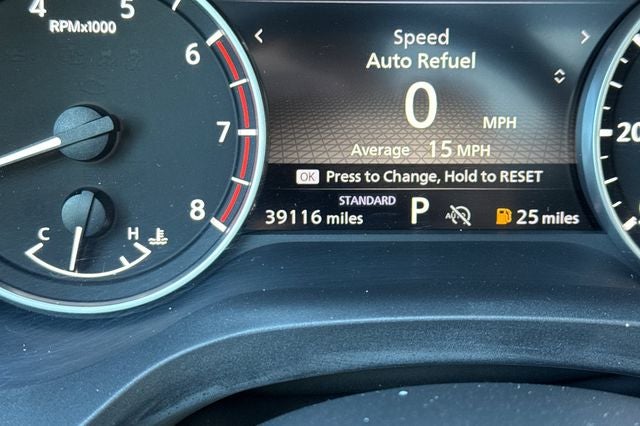 4
5
RPMx1000
6
7
8
C
H
< Speed >
Auto Refuel
0 MPH
Average 15 MPH
OK Press to Change, Hold to RESET
STANDARD
39116 miles P AUTO 25 miles
20